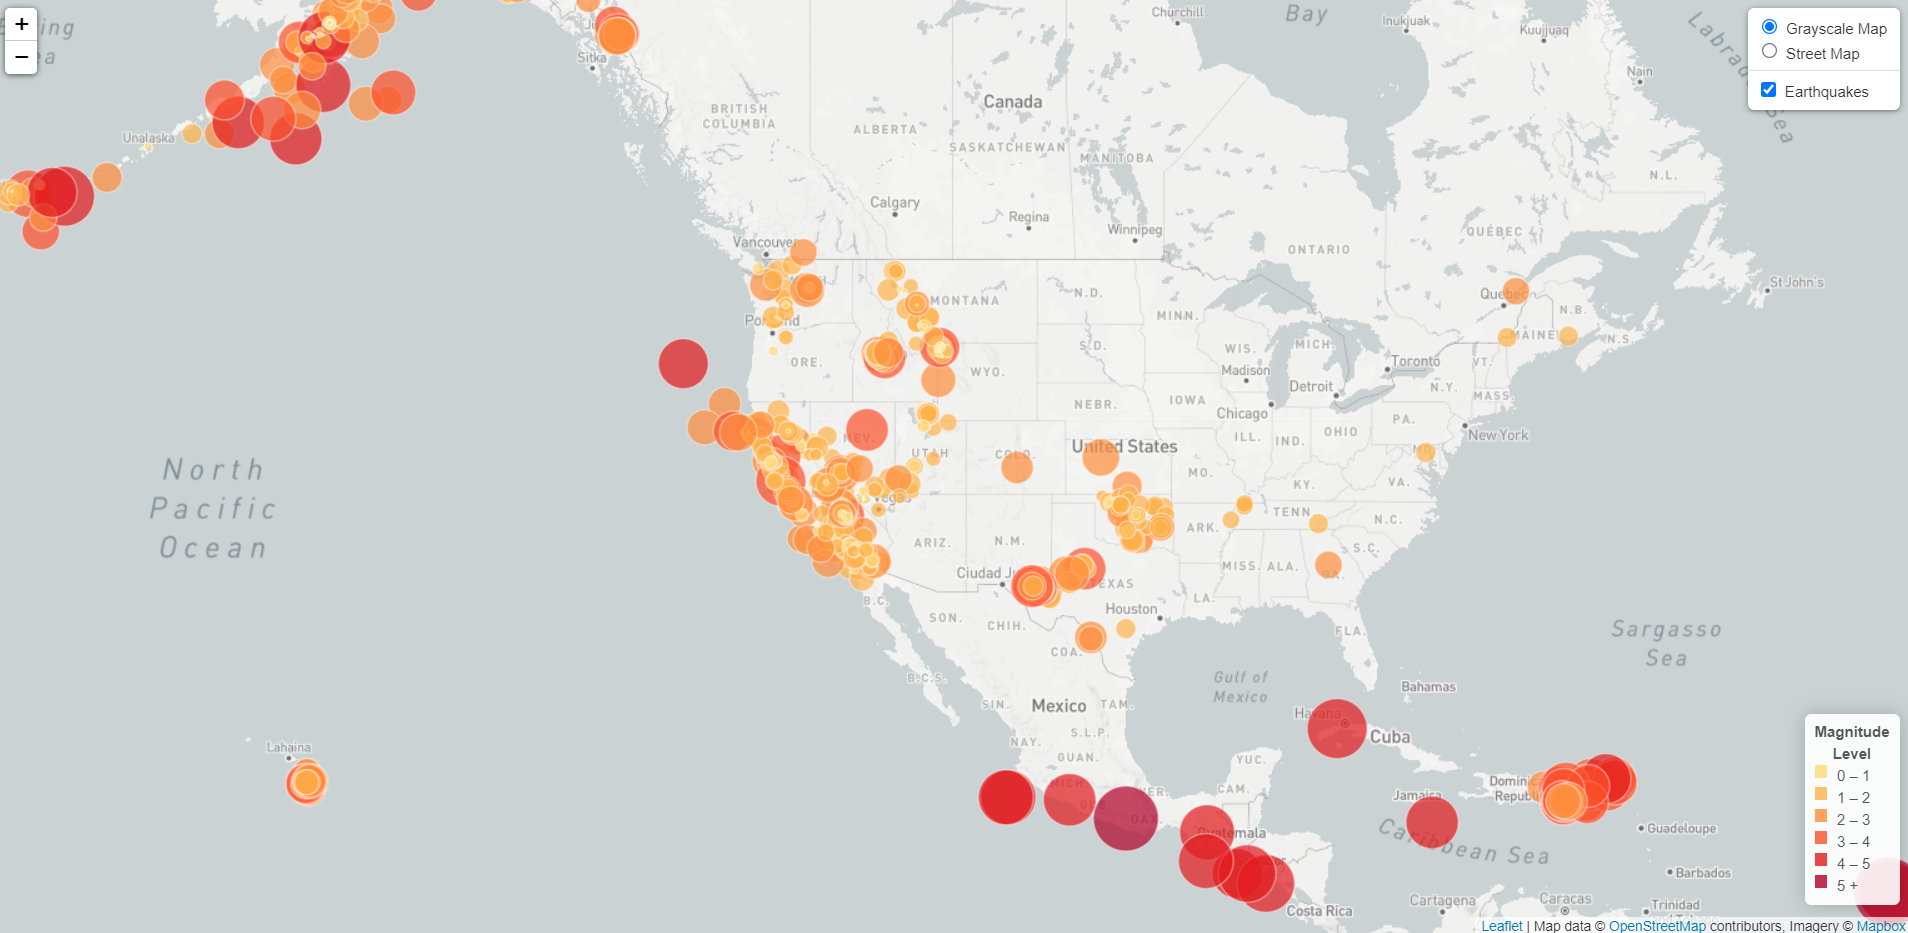 +
−
Bay
Churchill
Inukjuak
Kuujjuaq
Labrador Sea
Nain
Grayscale Map
Street Map
Earthquakes
Sitka
Canada
BRITISH
COLUMBIA
ALBERTA
SASKATCHEWAN
MANITOBA
Unalaska
N.L.
Calgary
Regina
Winnipeg
Vancouver
ONTARIO
QUÉBEC
St John's
Quebec
N.B.
MONTANA
N.D.
MINN.
Portland
MAINE
N.S.
ORE.
WYO.
S.D.
WIS.
MICH.
Toronto
VT.
Madison
Detroit
N.Y.
MASS.
NEBR.
IOWA
Chicago
PA.
New York
NEV.
UTAH
COLO.
United States
ILL.
IND.
OHIO
MD.
North
Pacific
Ocean
MO.
KY.
VA.
Vegas
ARK.
TENN
N.C.
ARIZ.
N.M.
S.C.
MISS.
ALA.
GA.
Ciudad Ju
TEXAS
B.C.
SON.
CHIH.
Houston
LA.
FLA.
COA.
Sargasso
Sea
B.C.S.
Gulf of
Mexico
Bahamas
SIN.
Mexico
TAM.
Havana
Cuba
NAY.
S.L.P.
GUAN.
YUC.
Lahaina
MICH.
GUE.
OAX.
VER.
CAM.
Jamaica
Dominic
Republ
Guatemala
Caribbean Sea
Guadeloupe
Barbados
Costa Rica
Cartagena
Caracas
Trinidad
Magnitude
Level
0 – 1
1 – 2
2 – 3
3 – 4
4 – 5
5 +
Leaflet | Map data © OpenStreetMap contributors, Imagery © Mapbox